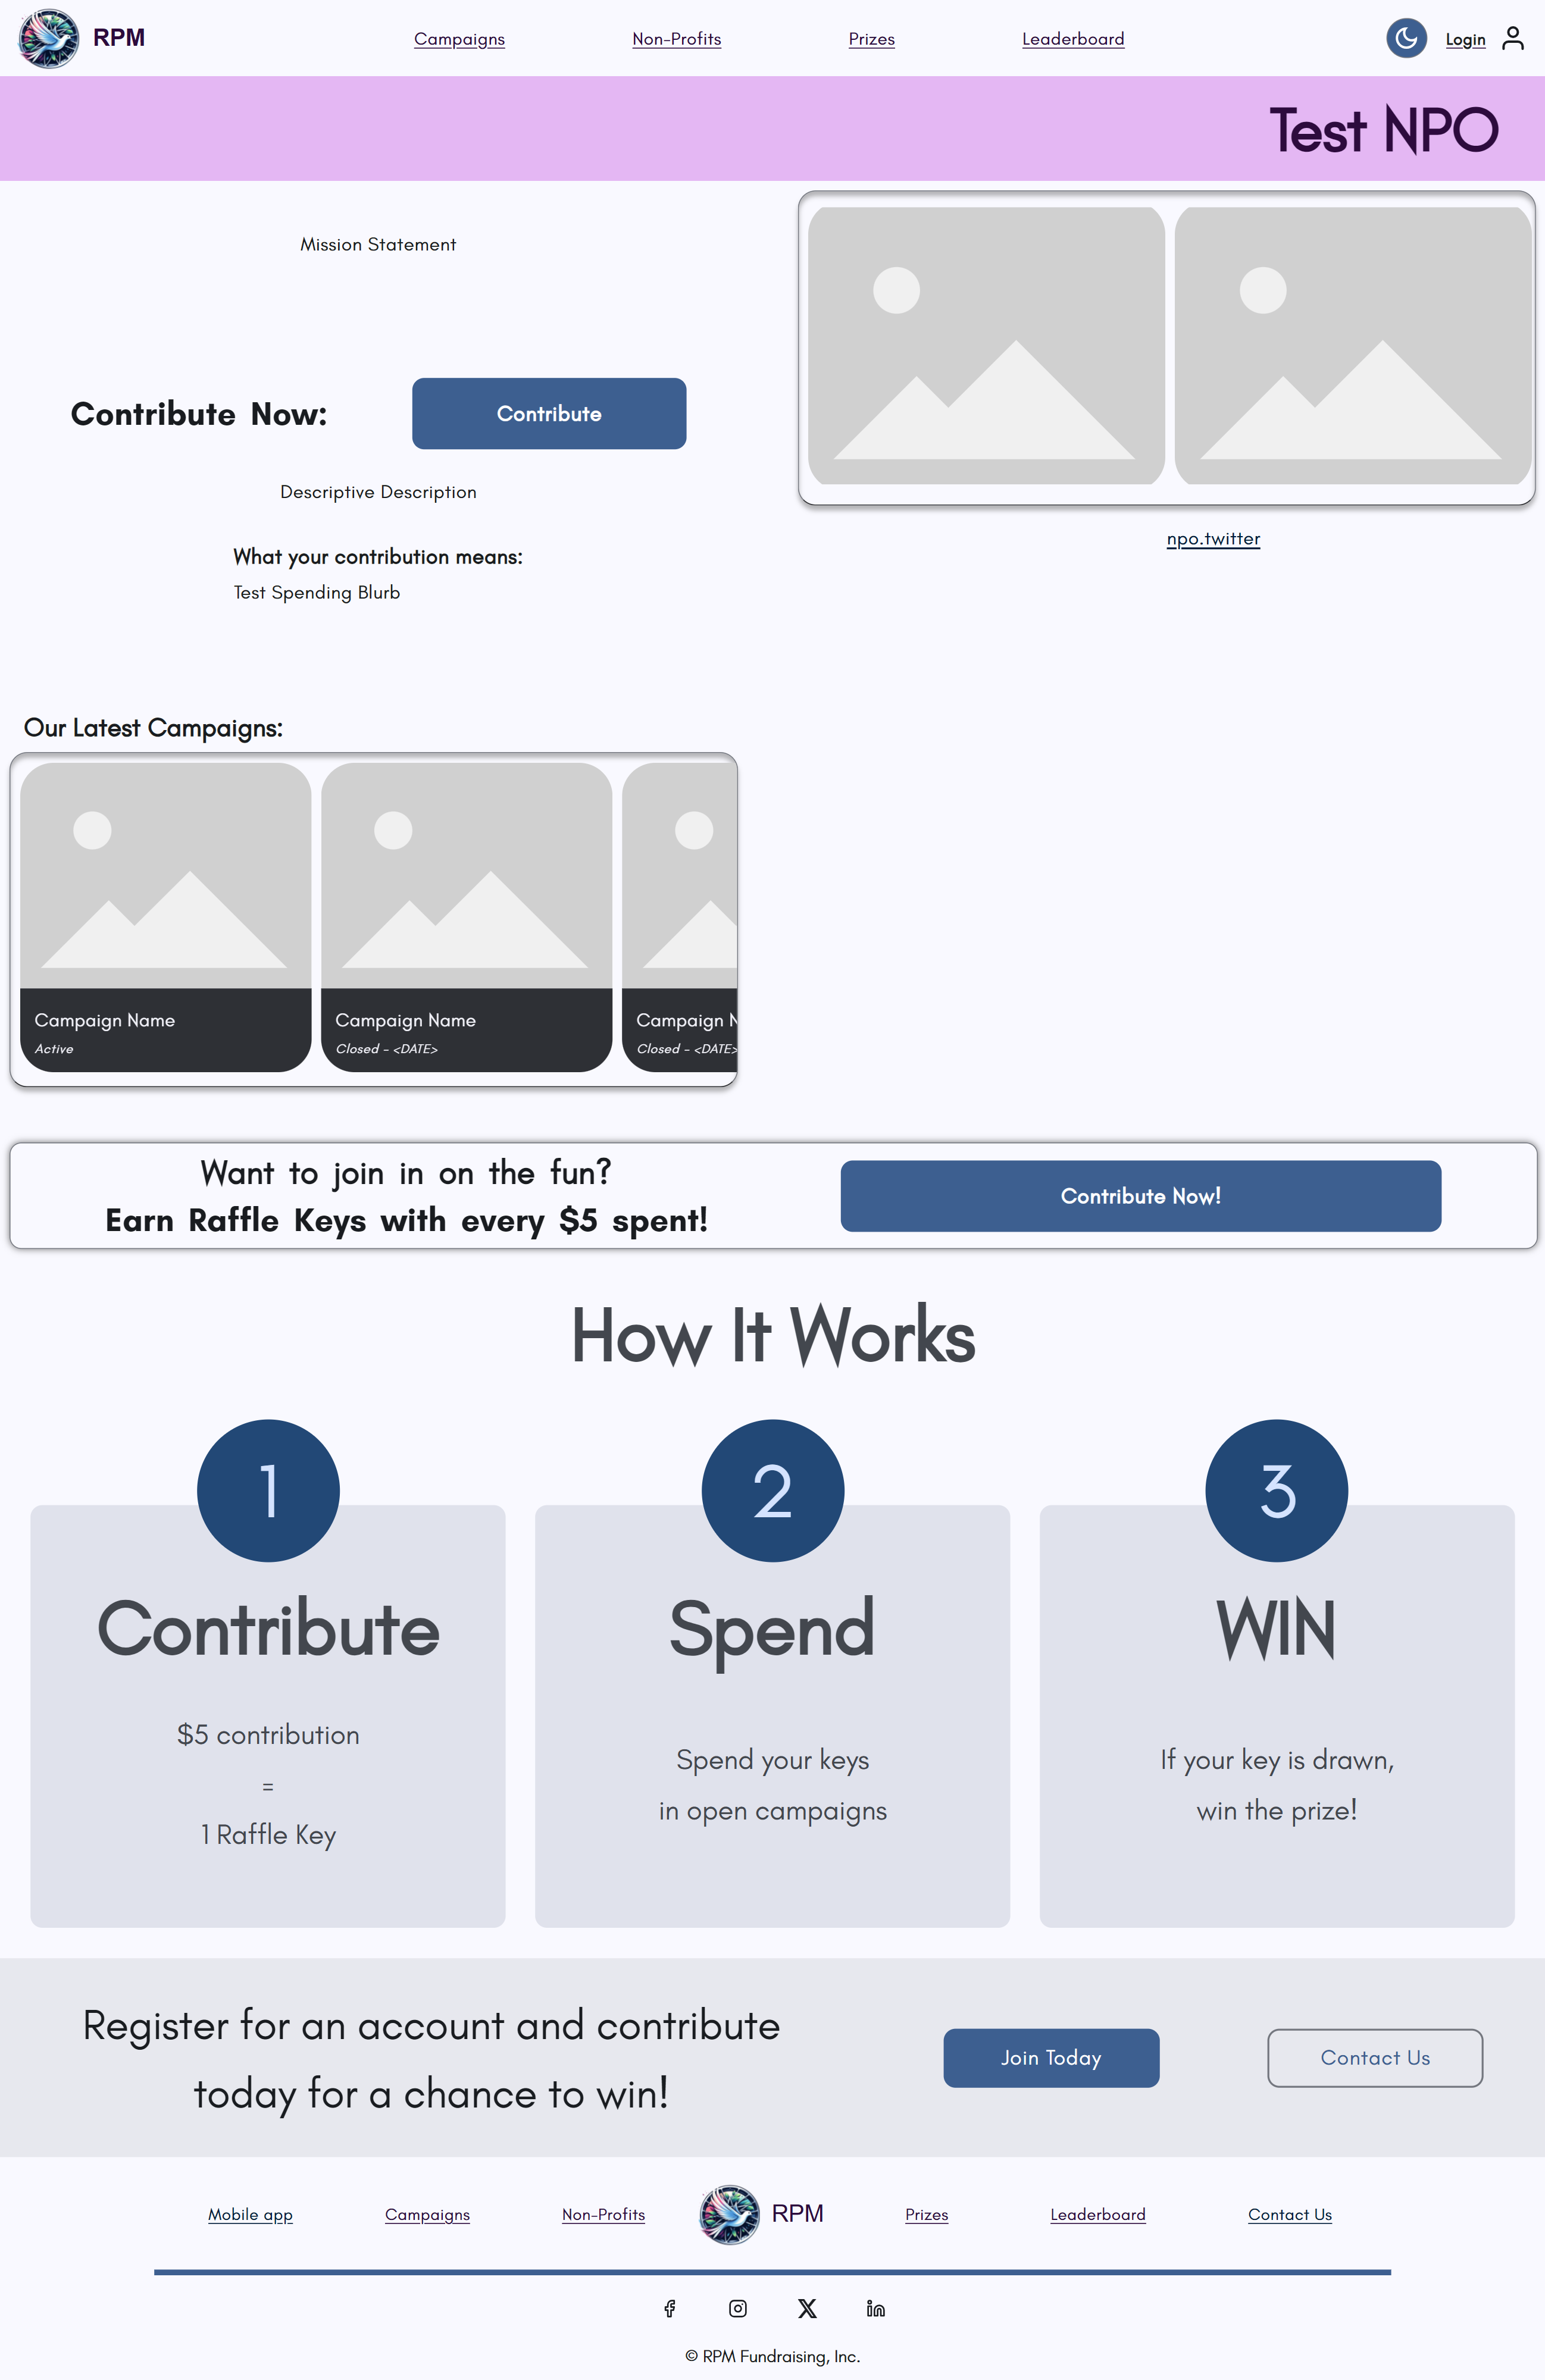 RPM
Campaigns
Non-Profits
Prizes
Leaderboard
Login
Test NPO
Mission Statement
Contribute Now:
Contribute
Descriptive Description
What your contribution means:
Test Spending Blurb
npo.twitter
Our Latest Campaigns:
Campaign Name
Active
Campaign Name
Closed - <DATE>
Campaign N
Closed - <DATE>
Want to join in on the fun?
Earn Raffle Keys with every $5 spent!
Contribute Now!
How It Works
1
Contribute
$5 contribution
=
1 Raffle Key
2
Spend
Spend your keys
in open campaigns
3
WIN
If your key is drawn,
win the prize!
Register for an account and contribute
today for a chance to win!
Join Today
Contact Us
Mobile app
Campaigns
Non-Profits
RPM
Prizes
Leaderboard
Contact Us
© RPM Fundraising, Inc.